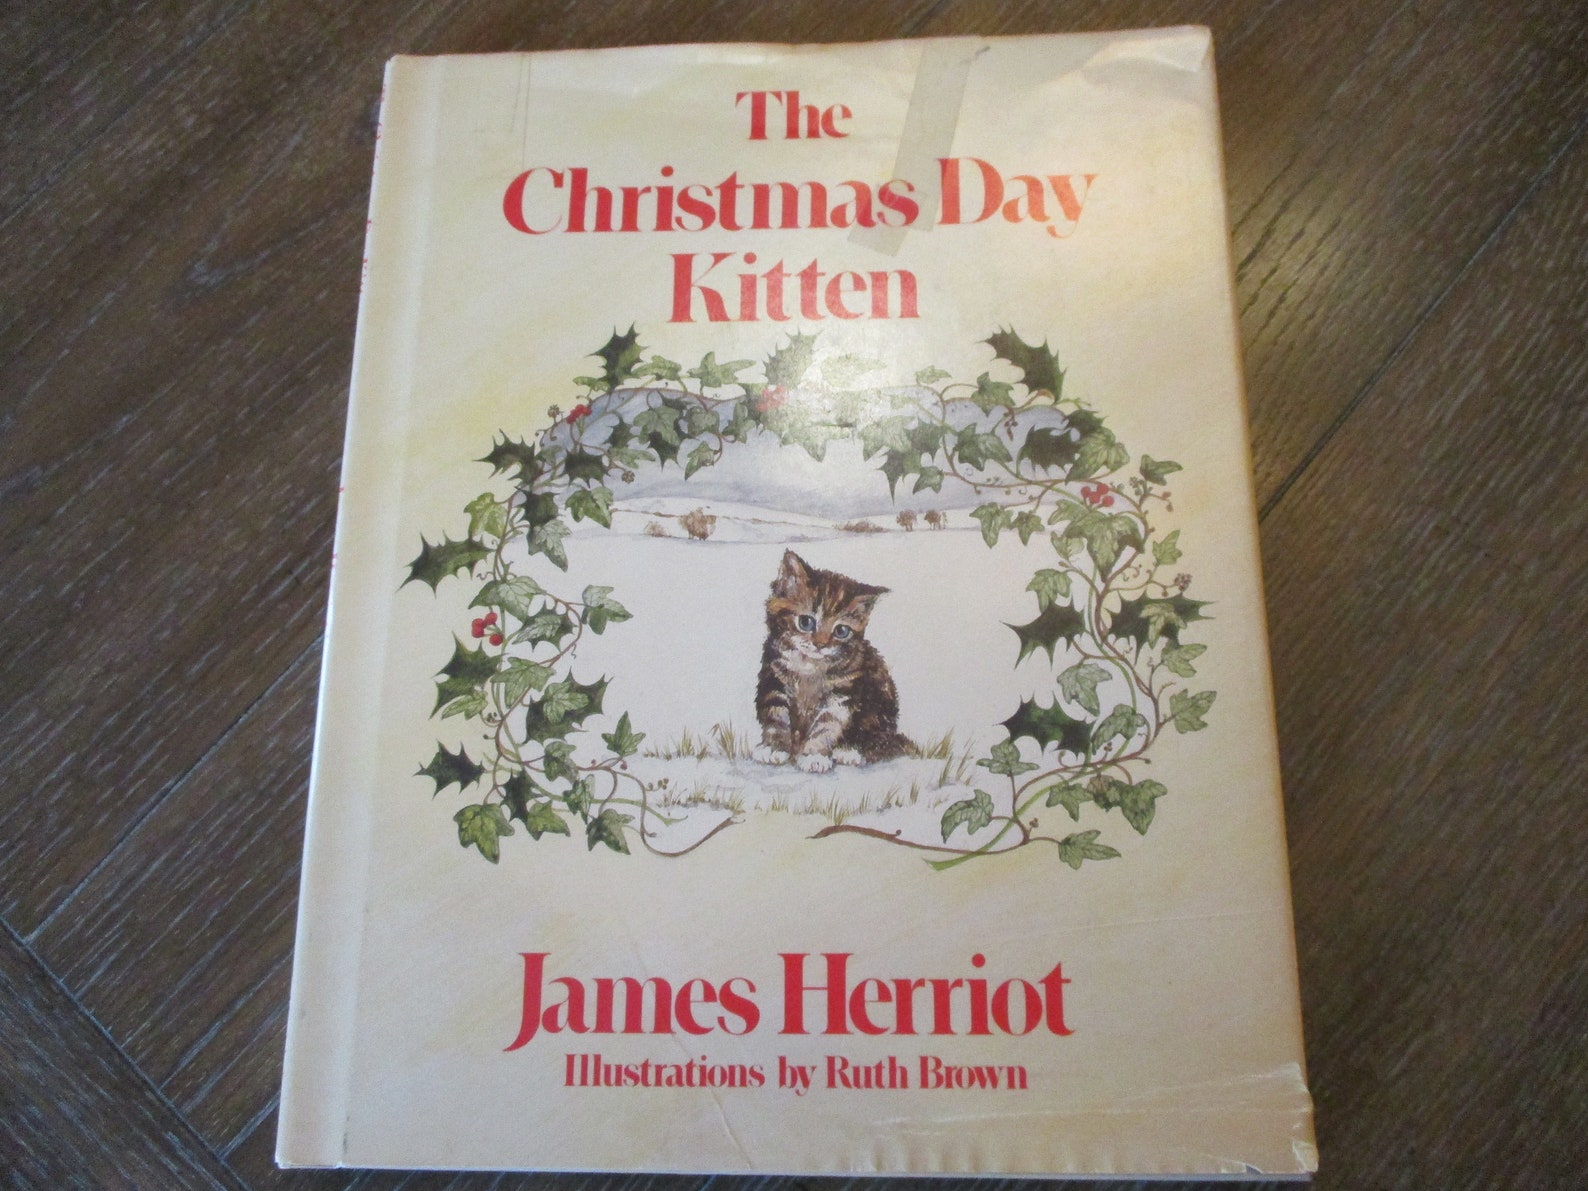 The
Christmas Day
Kitten
James Herriot
Illustrations by Ruth Brown